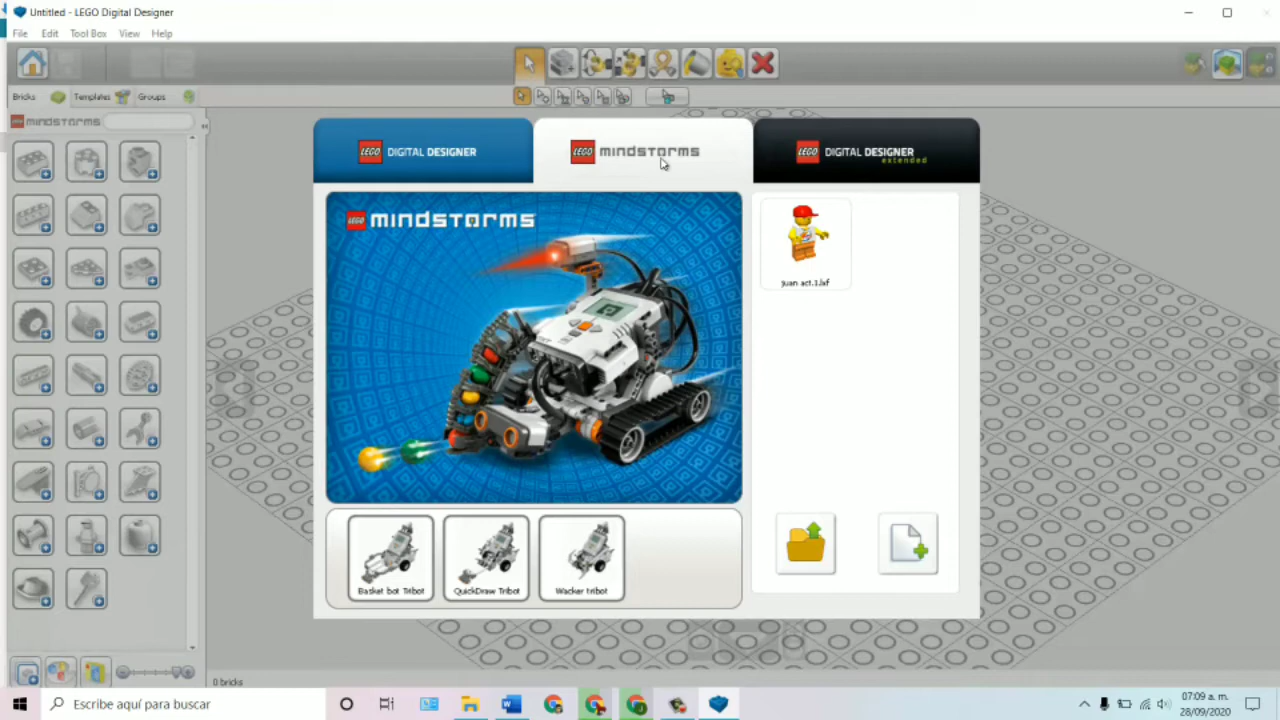 Untitled - LEGO Digital Designer
File Edit Tool Box View Help
Bricks Templates Groups
LEGO mindstorms
LEGO DIGITAL DESIGNER
LEGO mindstorms
LEGO DIGITAL DESIGNER extended
LEGO mindstorms
juan act.1.lxf
Basket bot Tribot
QuickDraw Tribot
Wacker tribot
0 bricks
Escribe aquí para buscar
07:09 a. m.
28/09/2020